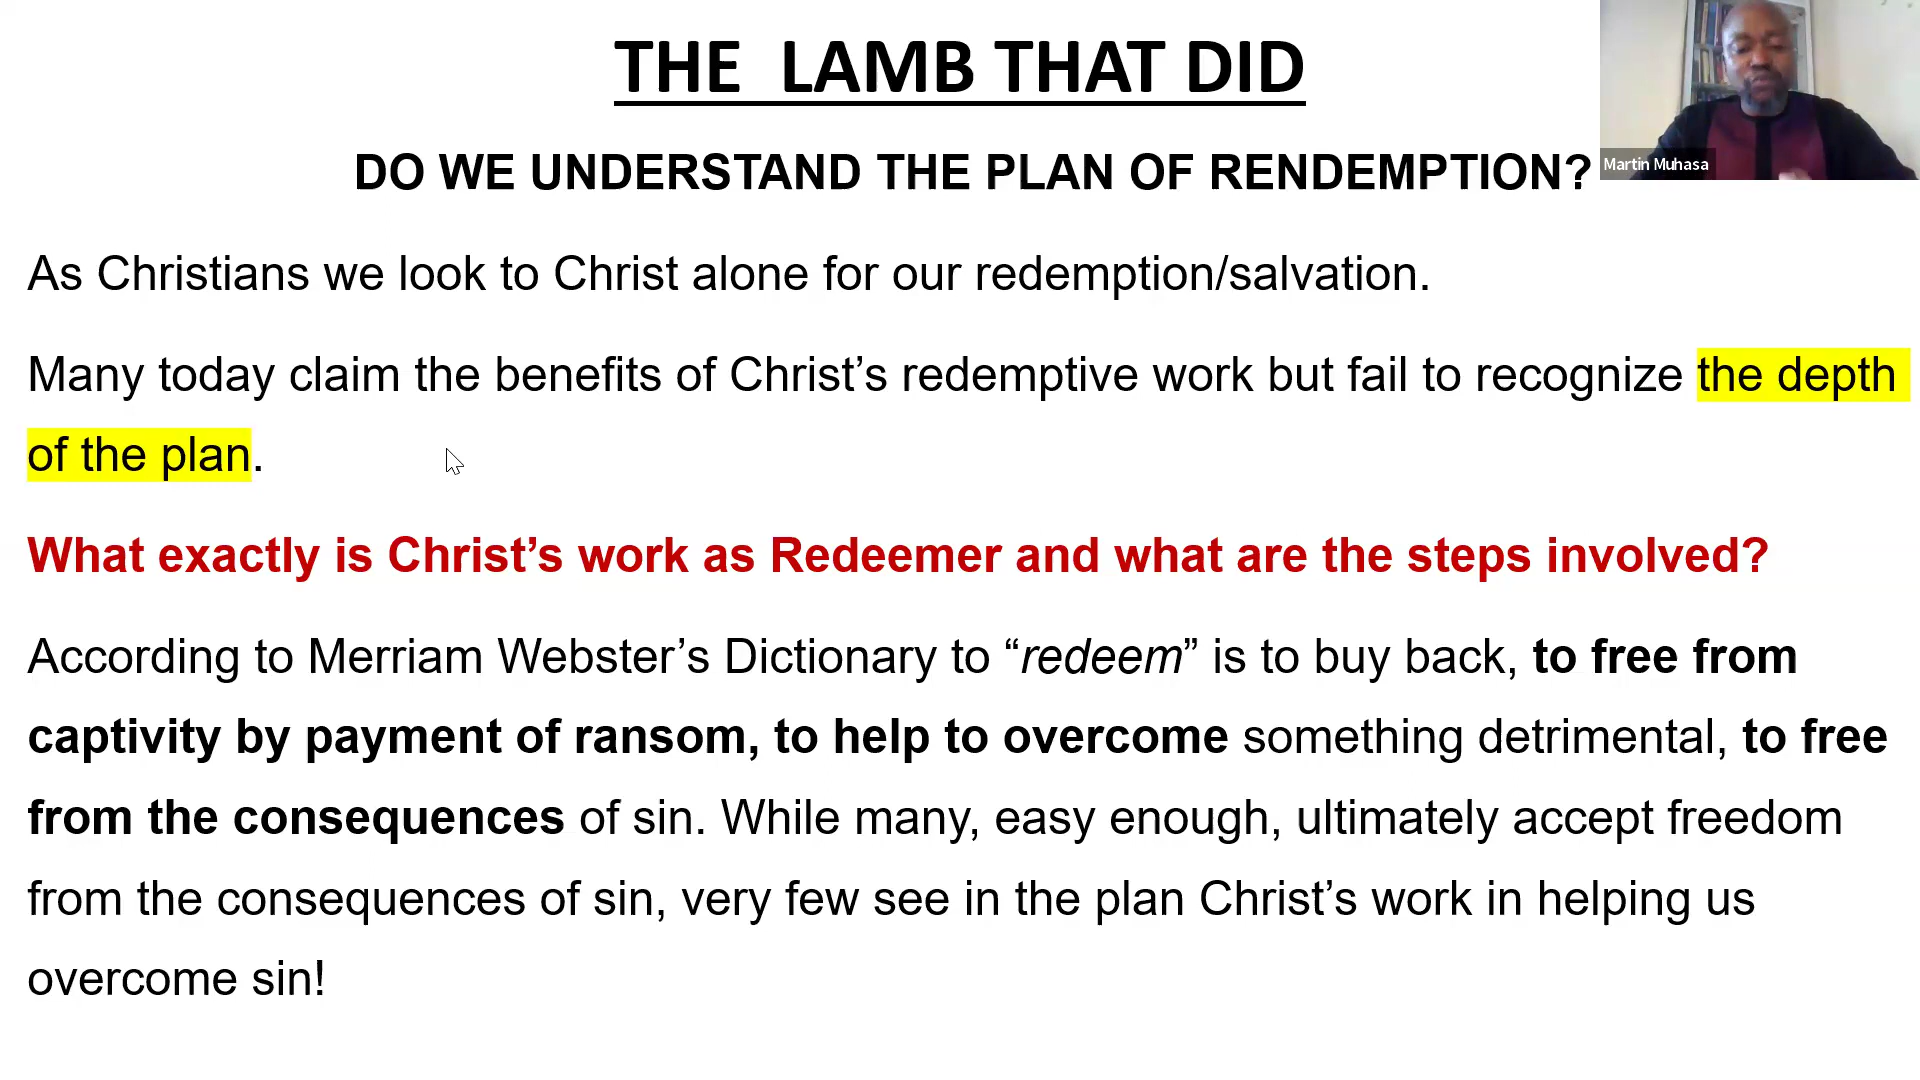 THE LAMB THAT DID
DO WE UNDERSTAND THE PLAN OF RENDEMPTION?
Martin Muhasa
As Christians we look to Christ alone for our redemption/salvation.
Many today claim the benefits of Christ’s redemptive work but fail to recognize the depth
of the plan.
What exactly is Christ’s work as Redeemer and what are the steps involved?
According to Merriam Webster’s Dictionary to “redeem” is to buy back, to free from
captivity by payment of ransom, to help to overcome something detrimental, to free
from the consequences of sin. While many, easy enough, ultimately accept freedom
from the consequences of sin, very few see in the plan Christ’s work in helping us
overcome sin!